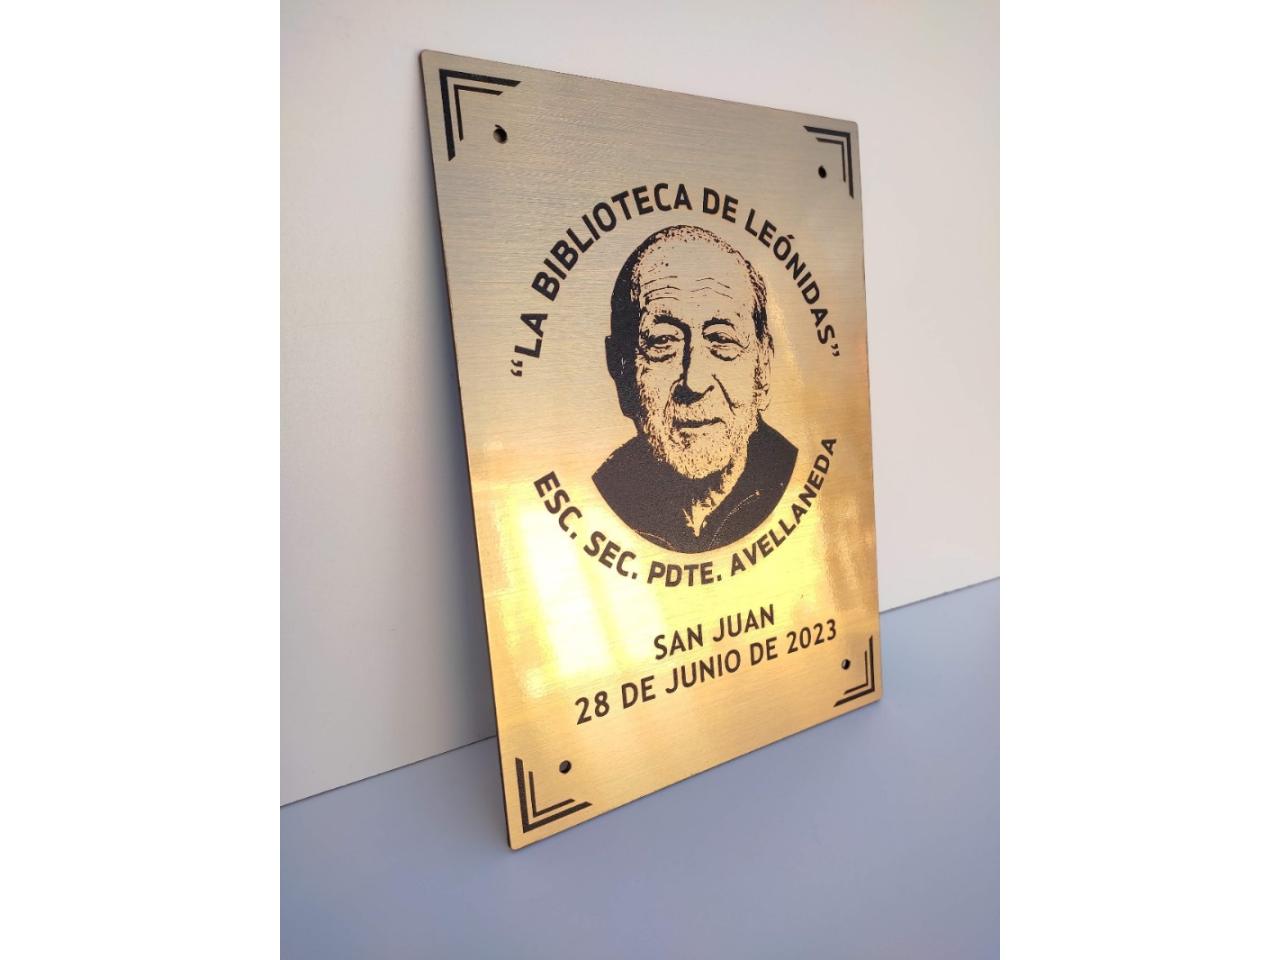 “LA BIBLIOTECA DE LEÓNIDAS”
ESC. SEC. PDTE. AVELLANEDA
SAN JUAN
28 DE JUNIO DE 2023